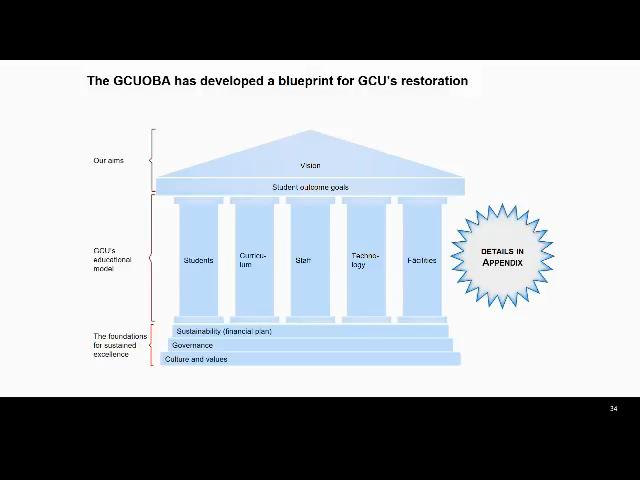 The GCUOBA has developed a blueprint for GCU's restoration
Our aims
Vision
Student outcome goals
GCU's
educational
model
Students
Curricu-
lum
Staff
Techno-
logy
Facilities
DETAILS IN
APPENDIX
The foundations
for sustained
excellence
Sustainability (financial plan)
Governance
Culture and values
34